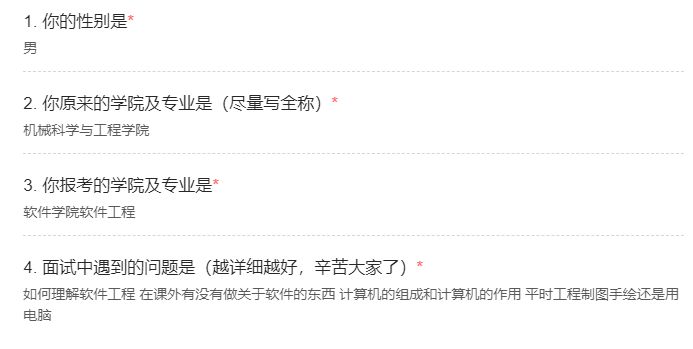 1. 你的性别是*
男
2. 你原来的学院及专业是（尽量写全称）*
机械科学与工程学院
3. 你报考的学院及专业是*
软件学院软件工程
4. 面试中遇到的问题是（越详细越好，辛苦大家了）*
如何理解软件工程 在课外有没有做关于软件的东西 计算机的组成和计算机的作用 平时工程制图手绘还是用
电脑